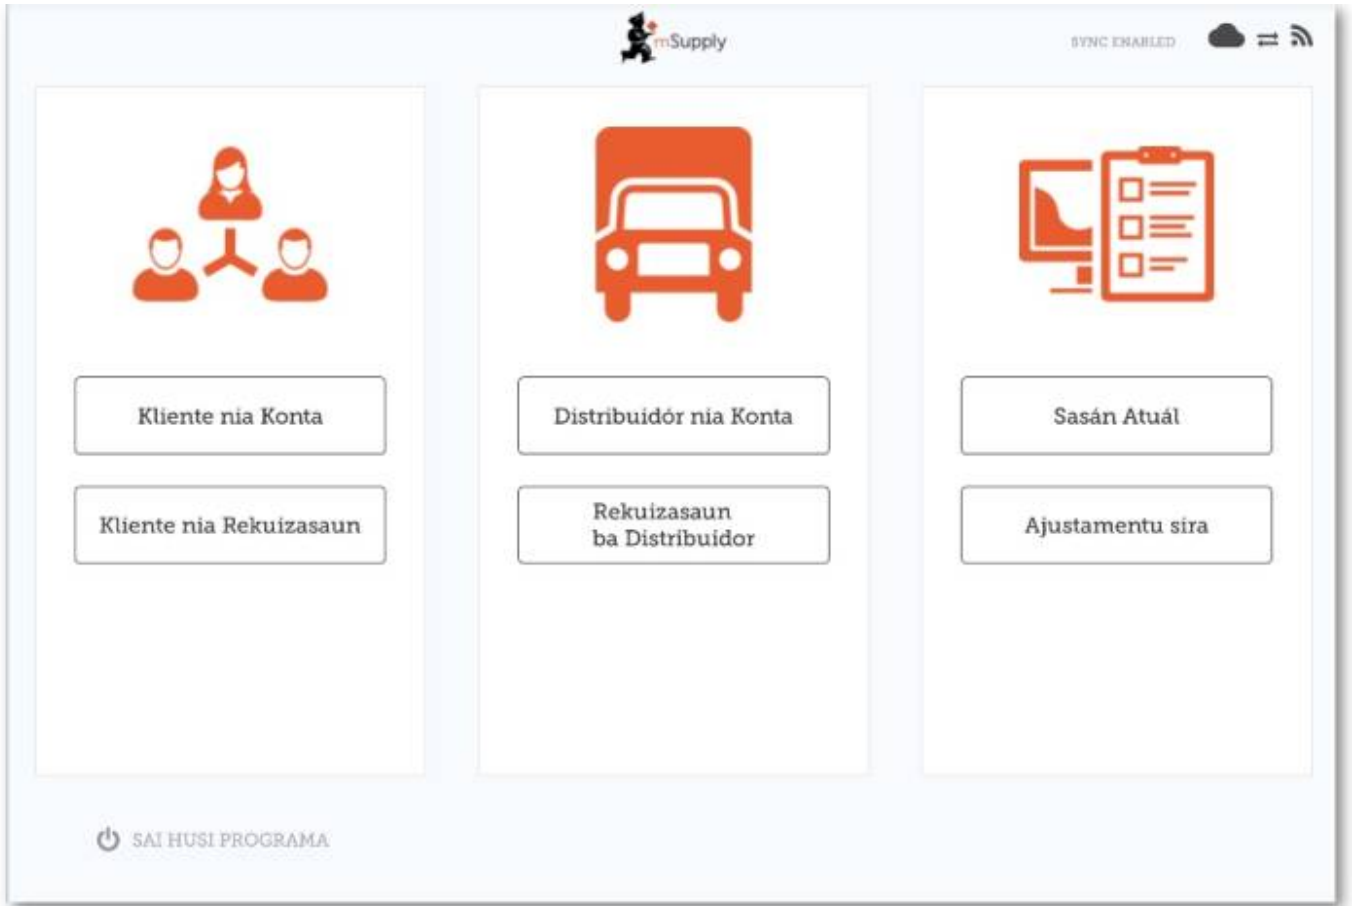 mSupply
SYNC ENABLED
Kliente nia Konta
Kliente nia Rekuizasaun
Distribuidór nia Konta
Rekuizasaun
ba Distribuidor
Sasán Atuál
Ajustamentu sira
SAI HUSI PROGRAMA